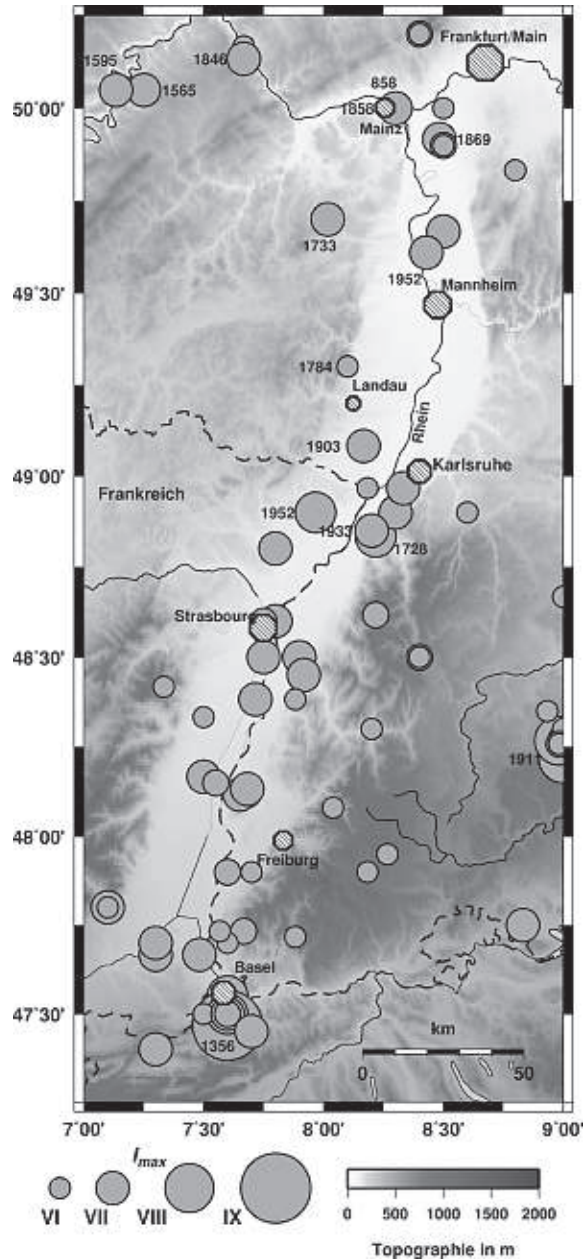 Frankfurt/Main
1595
1846
1565
858
50°00'
1858
Mainz
1869
1733
1952
49°30'
Mannheim
1784
Landau
1903
Rhein
49°00'
Karlsruhe
Frankreich
1952
1933
1728
Strasbourg
48°30'
1911
48°00'
Freiburg
Basel
47°30'
1356
km
0 50
7°00' 7°30' 8°00' 8°30' 9°00'
Imax
VI VII VIII IX
0 500 1000 1500 2000
Topographie in m